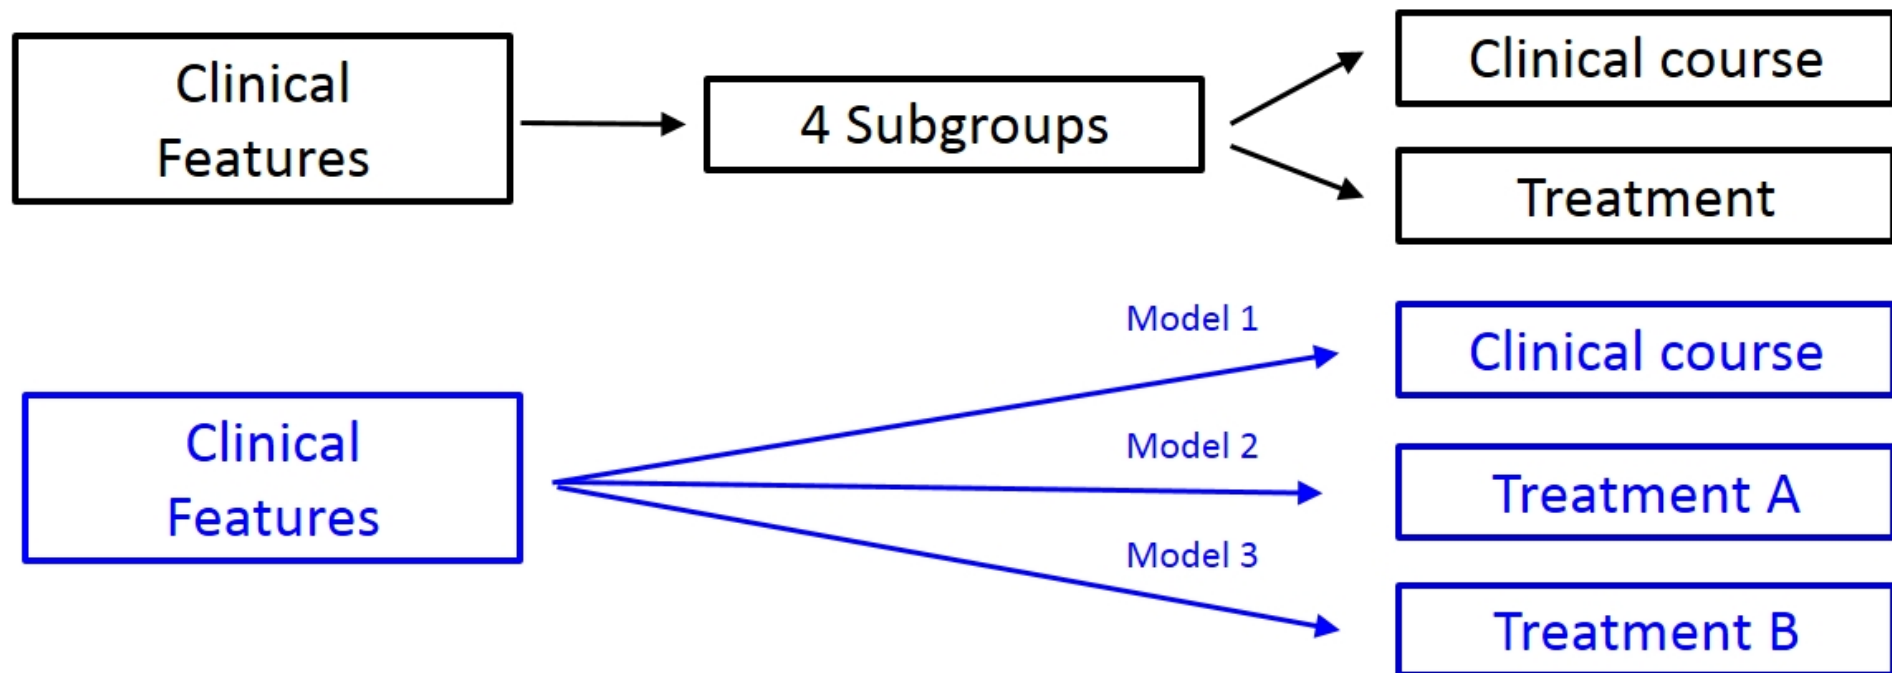 Clinical
Features
4 Subgroups
Clinical course
Treatment
Clinical
Features
Model 1
Clinical course
Model 2
Treatment A
Model 3
Treatment B